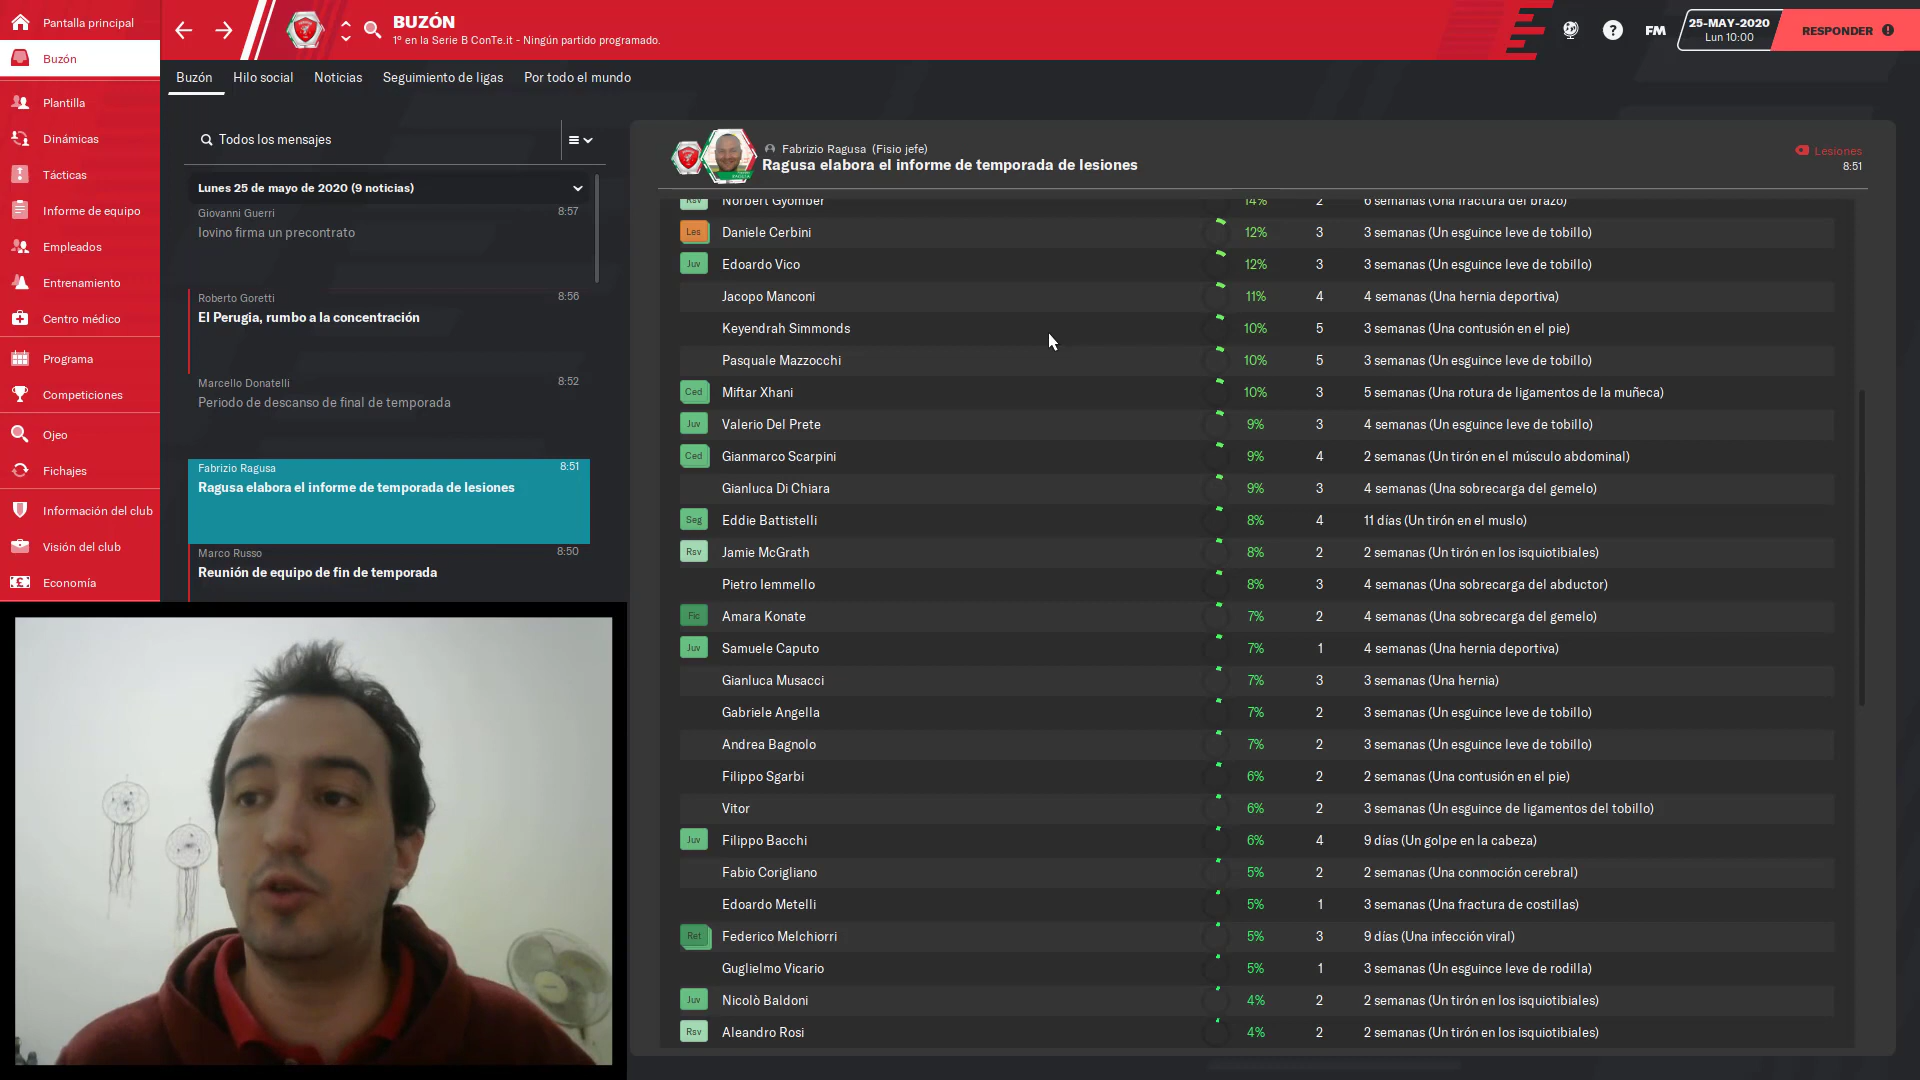 Pantalla principal
Buzón
Plantilla
Dinámicas
Tácticas
Informe de equipo
Empleados
Entrenamiento
Centro médico
Programa
Competiciones
Ojeo
Fichajes
Información del club
Visión del club
Economía
BUZÓN
1º en la Serie B ConTe.it - Ningún partido programado.
FM
25-MAY-2020
Lun 10:00
RESPONDER
Buzón Hilo social Noticias Seguimiento de ligas Por todo el mundo
Todos los mensajes
Lunes 25 de mayo de 2020 (9 noticias)
Giovanni Guerri 8:57
Iovino firma un precontrato
Roberto Goretti 8:56
El Perugia, rumbo a la concentración
Marcello Donatelli 8:52
Periodo de descanso de final de temporada
Fabrizio Ragusa 8:51
Ragusa elabora el informe de temporada de lesiones
Marco Russo 8:50
Reunión de equipo de fin de temporada
Fabrizio Ragusa (Fisio jefe)
Ragusa elabora el informe de temporada de lesiones
Lesiones
8:51
Rsv Norbert Gyömbér 14% 2 6 semanas (Una fractura del brazo)
Les Daniele Cerbini 12% 3 3 semanas (Un esguince leve de tobillo)
Juv Edoardo Vico 12% 3 3 semanas (Un esguince leve de tobillo)
Jacopo Manconi 11% 4 4 semanas (Una hernia deportiva)
Keyendrah Simmonds 10% 5 3 semanas (Una contusión en el pie)
Pasquale Mazzocchi 10% 5 3 semanas (Un esguince leve de tobillo)
Ced Miftar Xhani 10% 3 5 semanas (Una rotura de ligamentos de la muñeca)
Juv Valerio Del Prete 9% 3 4 semanas (Un esguince leve de tobillo)
Ced Gianmarco Scarpini 9% 4 2 semanas (Un tirón en el músculo abdominal)
Gianluca Di Chiara 9% 3 4 semanas (Una sobrecarga del gemelo)
Seg Eddie Battistelli 8% 4 11 días (Un tirón en el muslo)
Rsv Jamie McGrath 8% 2 2 semanas (Un tirón en los isquiotibiales)
Pietro Iemmello 8% 3 4 semanas (Una sobrecarga del abductor)
Fic Amara Konate 7% 2 4 semanas (Una sobrecarga del gemelo)
Juv Samuele Caputo 7% 1 4 semanas (Una hernia deportiva)
Gianluca Musacci 7% 3 3 semanas (Una hernia)
Gabriele Angella 7% 2 3 semanas (Un esguince leve de tobillo)
Andrea Bagnolo 7% 2 3 semanas (Un esguince leve de tobillo)
Filippo Sgarbi 6% 2 2 semanas (Una contusión en el pie)
Vitor 6% 2 3 semanas (Un esguince de ligamentos del tobillo)
Juv Filippo Bacchi 6% 4 9 días (Un golpe en la cabeza)
Fabio Corigliano 5% 2 2 semanas (Una conmoción cerebral)
Edoardo Metelli 5% 1 3 semanas (Una fractura de costillas)
Ret Federico Melchiorri 5% 3 9 días (Una infección viral)
Guglielmo Vicario 5% 1 3 semanas (Un esguince leve de rodilla)
Juv Nicolò Baldoni 4% 2 2 semanas (Un tirón en los isquiotibiales)
Rsv Aleandro Rosi 4% 2 2 semanas (Un tirón en los isquiotibiales)